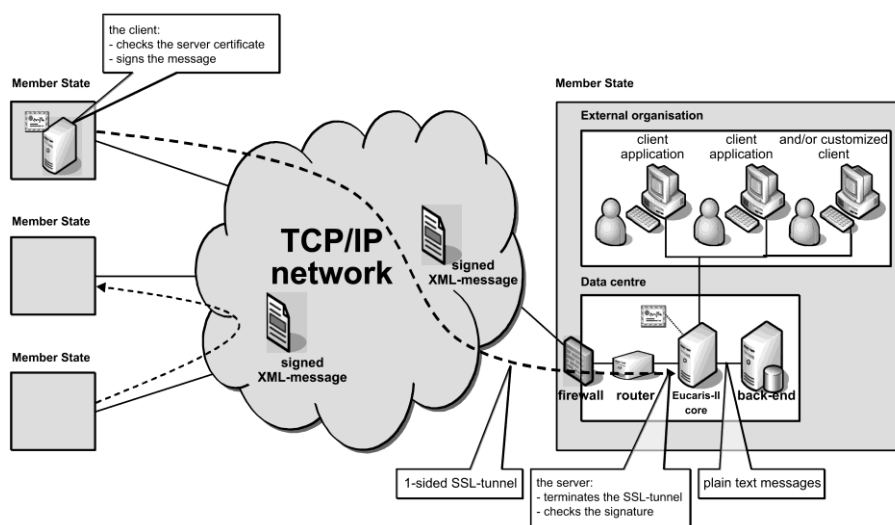 the client:
- checks the server certificate
- signs the message
Member State
Member State
External organisation
client
application
client
application
and/or customized
client
TCP/IP
network
signed
XML-message
Member State
signed
XML-message
Data centre
Member State
firewall
router
Eucaris-II
core
back-end
1-sided SSL-tunnel
the server:
- terminates the SSL-tunnel
- checks the signature
plain text messages